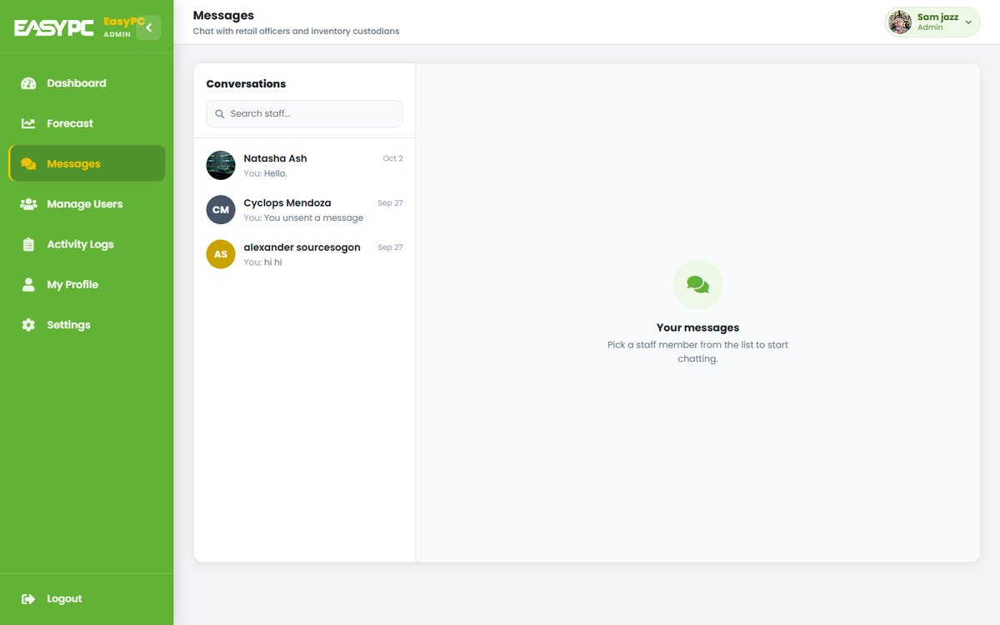 EASYPC
EasyPC
ADMIN
Dashboard
Forecast
Messages
Manage Users
Activity Logs
My Profile
Settings
Logout
Messages
Chat with retail officers and inventory custodians
Sam jazz
Admin
Conversations
Search staff...
Natasha Ash Oct 2
You: Hello.
CM
Cyclops Mendoza Sep 27
You: You unsent a message
AS
alexander sourcesogon Sep 27
You: hi hi
Your messages
Pick a staff member from the list to start
chatting.